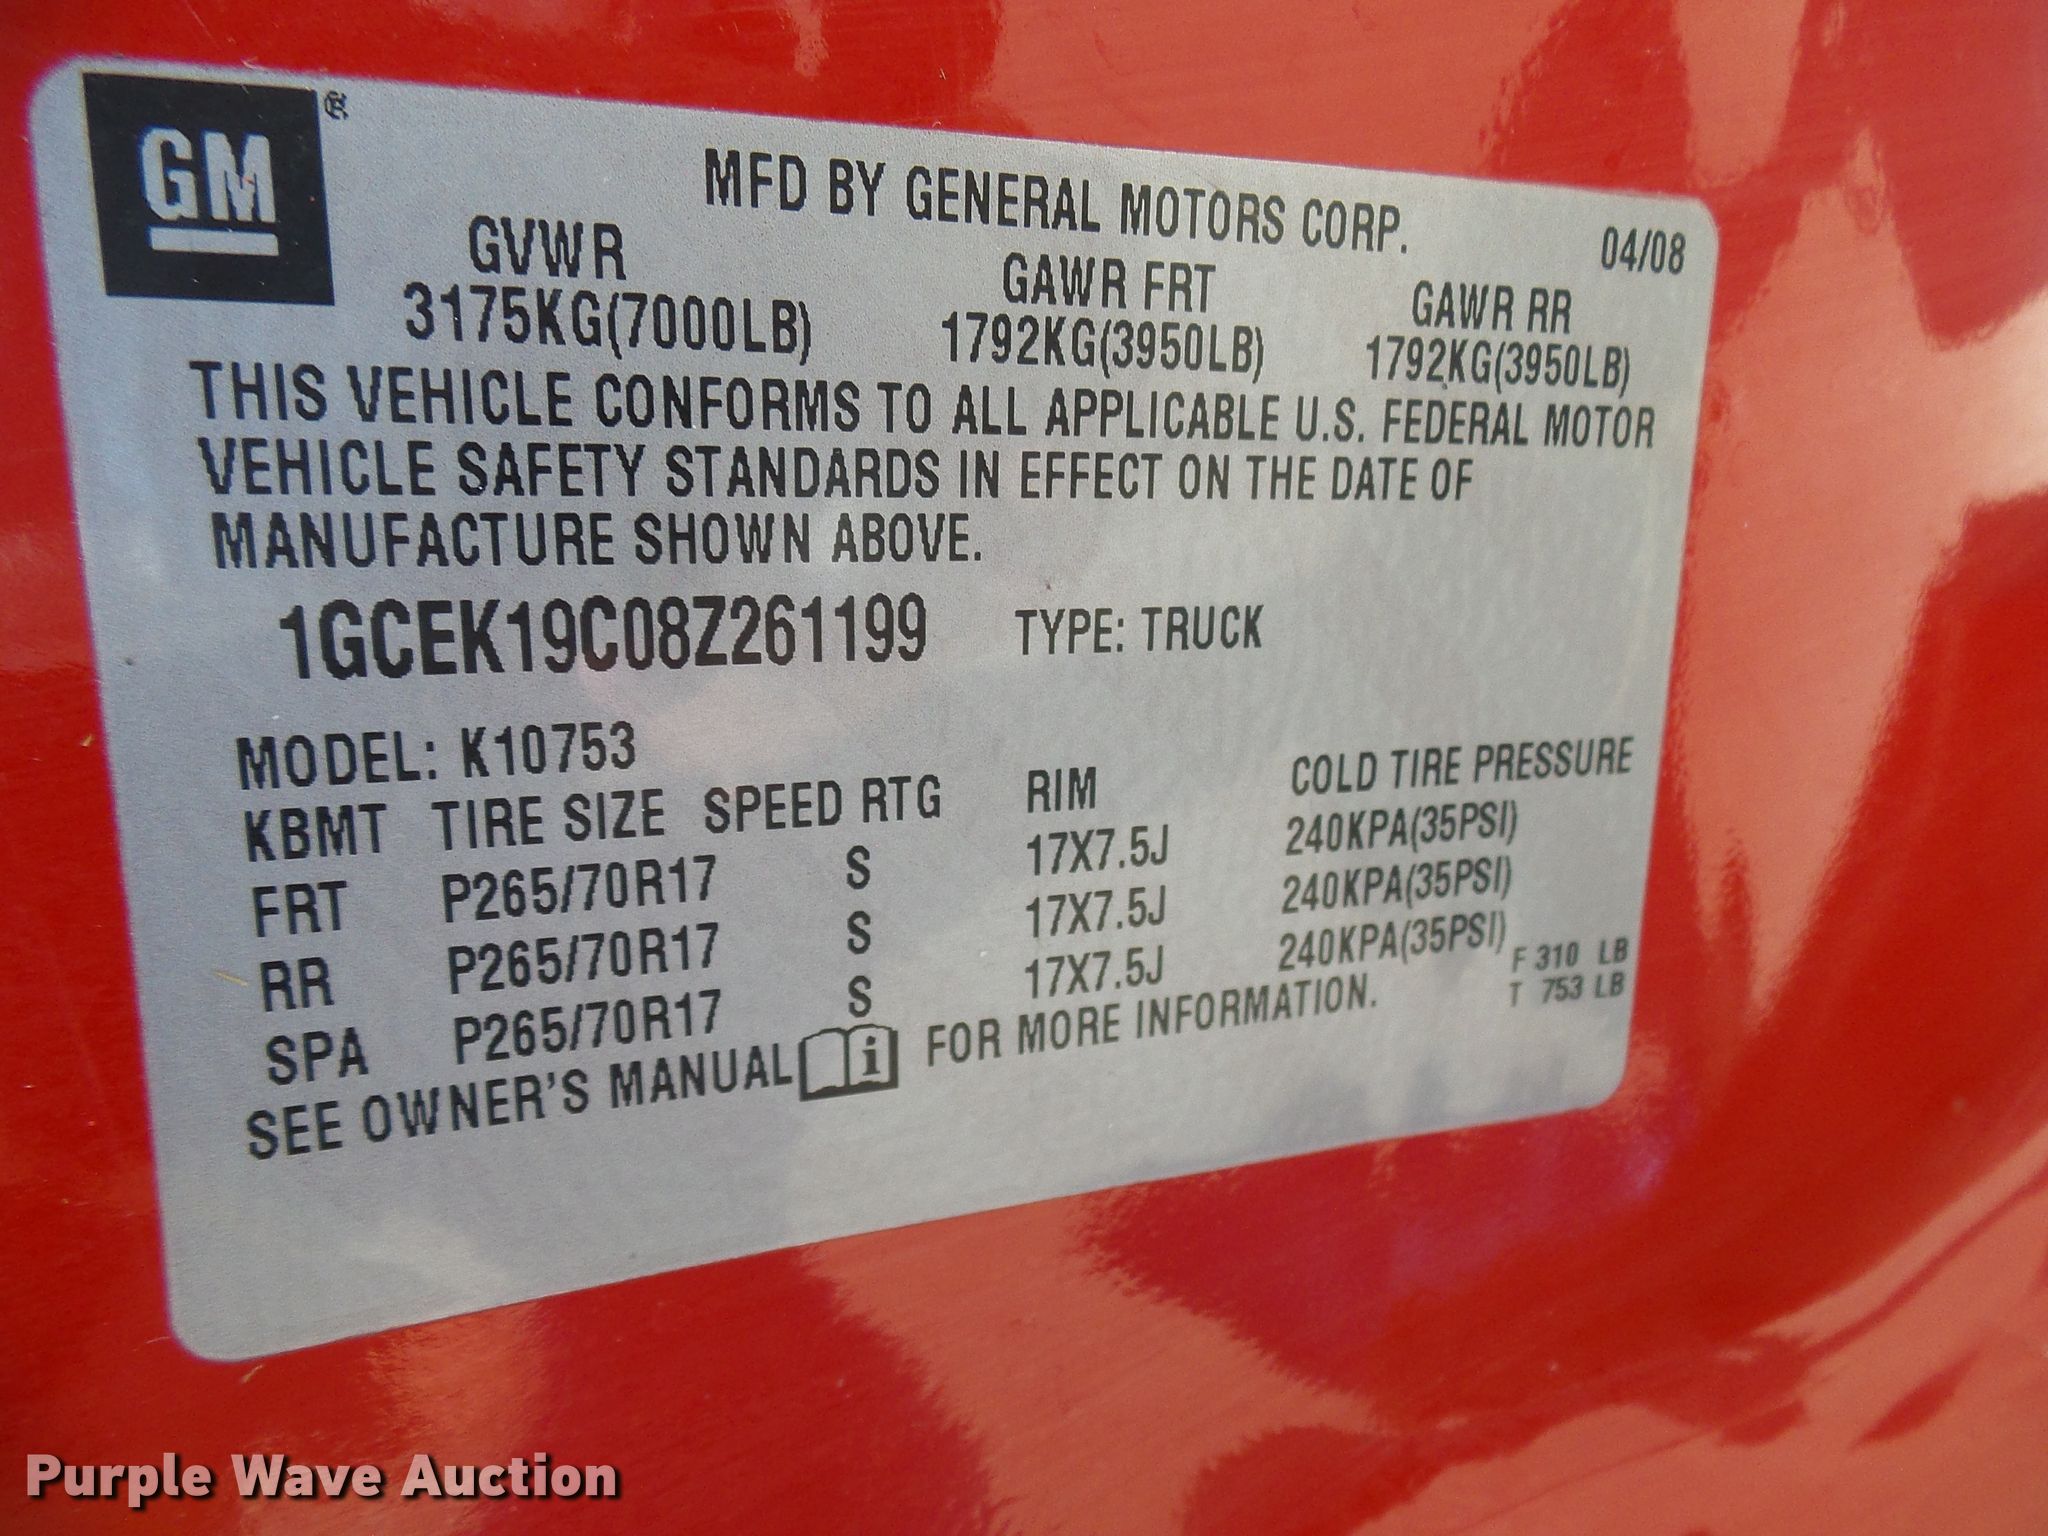 GM®
MFD BY GENERAL MOTORS CORP.
04/08
GVWR GAWR FRT GAWR RR
3175KG(7000LB) 1792KG(3950LB) 1792KG(3950LB)
THIS VEHICLE CONFORMS TO ALL APPLICABLE U.S. FEDERAL MOTOR
VEHICLE SAFETY STANDARDS IN EFFECT ON THE DATE OF
MANUFACTURE SHOWN ABOVE.
1GCEK19C08Z261199 TYPE: TRUCK
MODEL: K10753
KBMT TIRE SIZE SPEED RTG RIM COLD TIRE PRESSURE
FRT P265/70R17 S 17X7.5J 240KPA(35PSI)
RR P265/70R17 S 17X7.5J 240KPA(35PSI)
SPA P265/70R17 S 17X7.5J 240KPA(35PSI)
F 310 LB
T 753 LB
SEE OWNER'S MANUAL i FOR MORE INFORMATION.
Purple Wave Auction